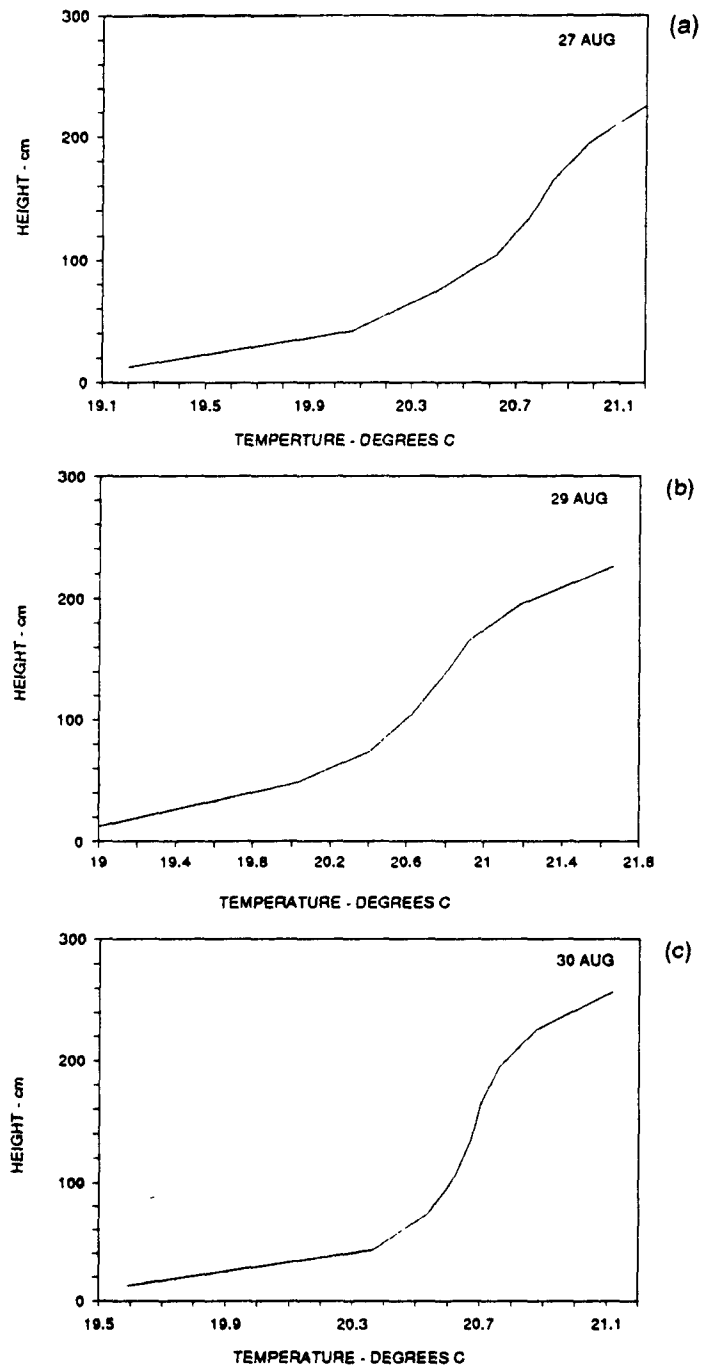 (a)
27 AUG
300
200
100
0
HEIGHT - cm
19.1 19.5 19.9 20.3 20.7 21.1
TEMPERTURE - DEGREES C
(b)
29 AUG
300
200
100
0
HEIGHT - cm
19 19.4 19.8 20.2 20.6 21 21.4 21.8
TEMPERATURE - DEGREES C
(c)
30 AUG
300
200
100
0
HEIGHT - cm
19.5 19.9 20.3 20.7 21.1
TEMPERATURE - DEGREES C